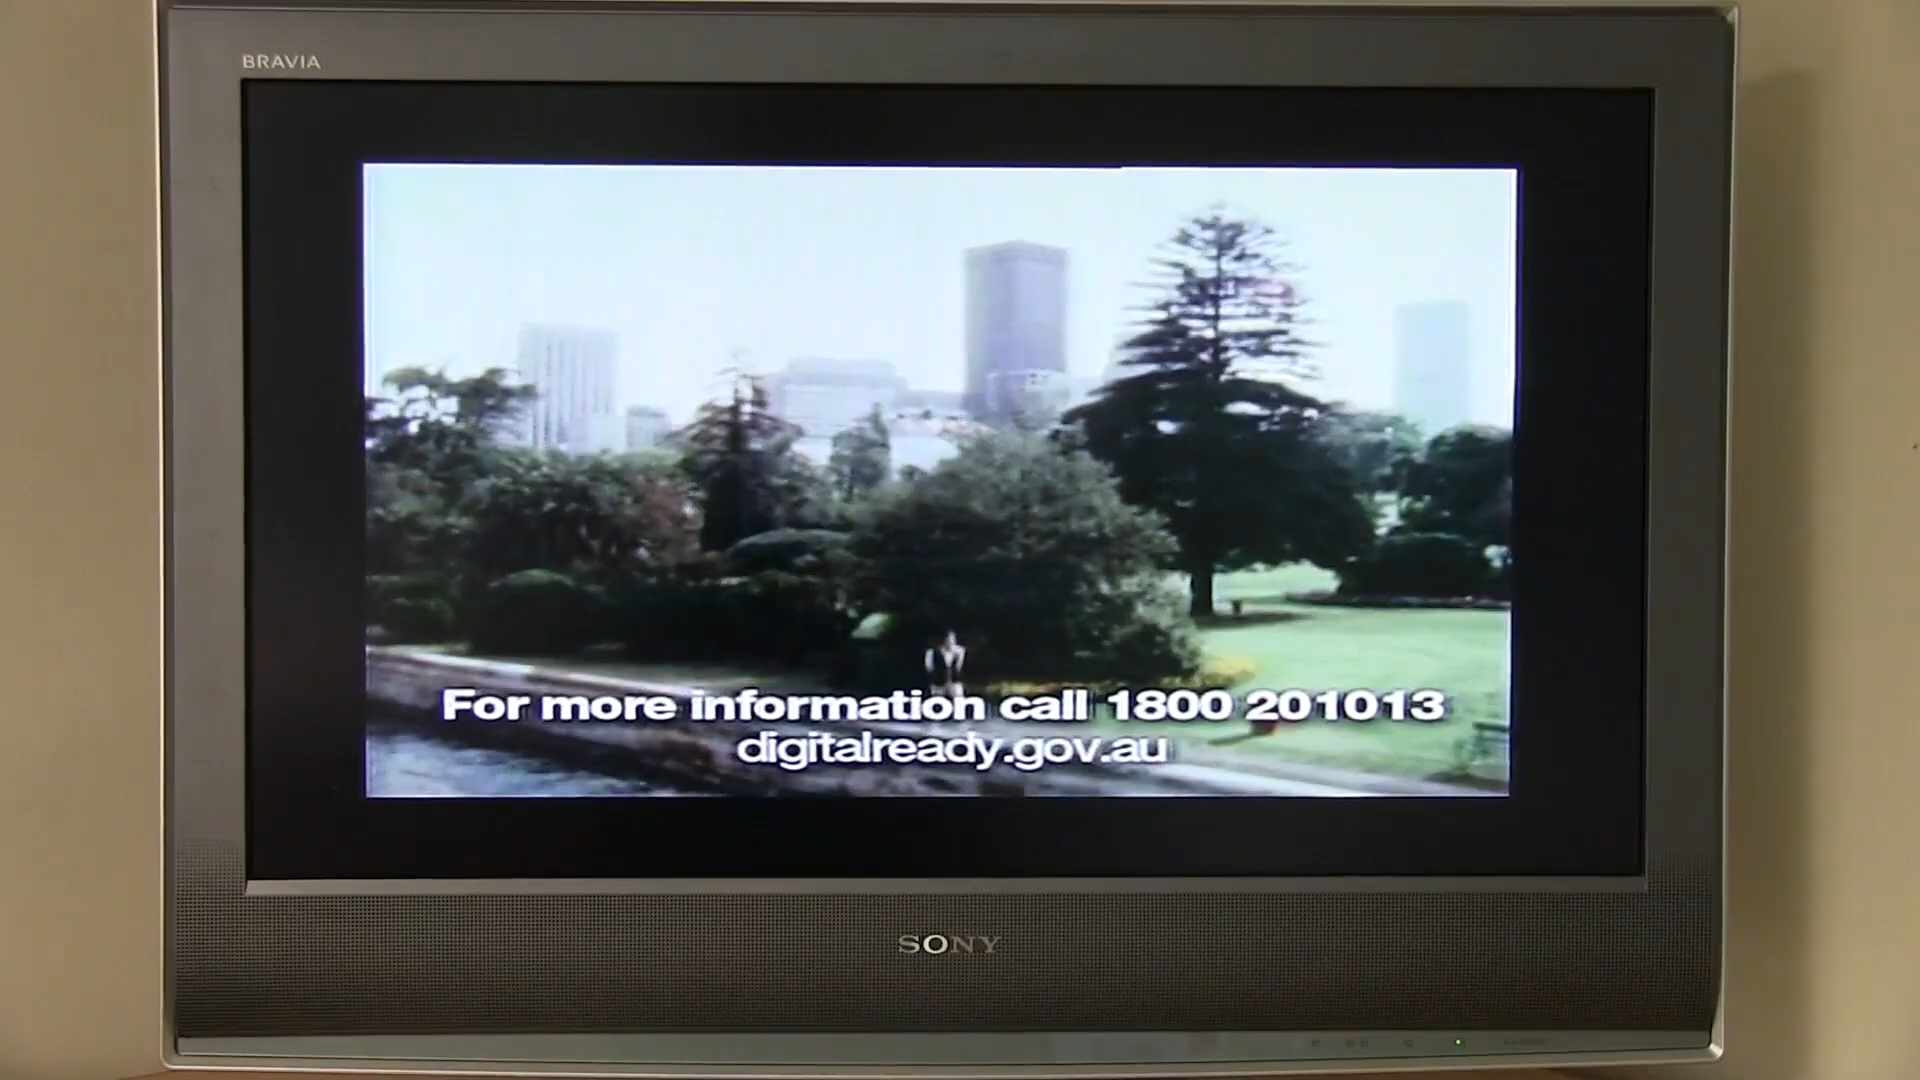 BRAVIA
For more information call 1800 201013
digitalready.gov.au
SONY